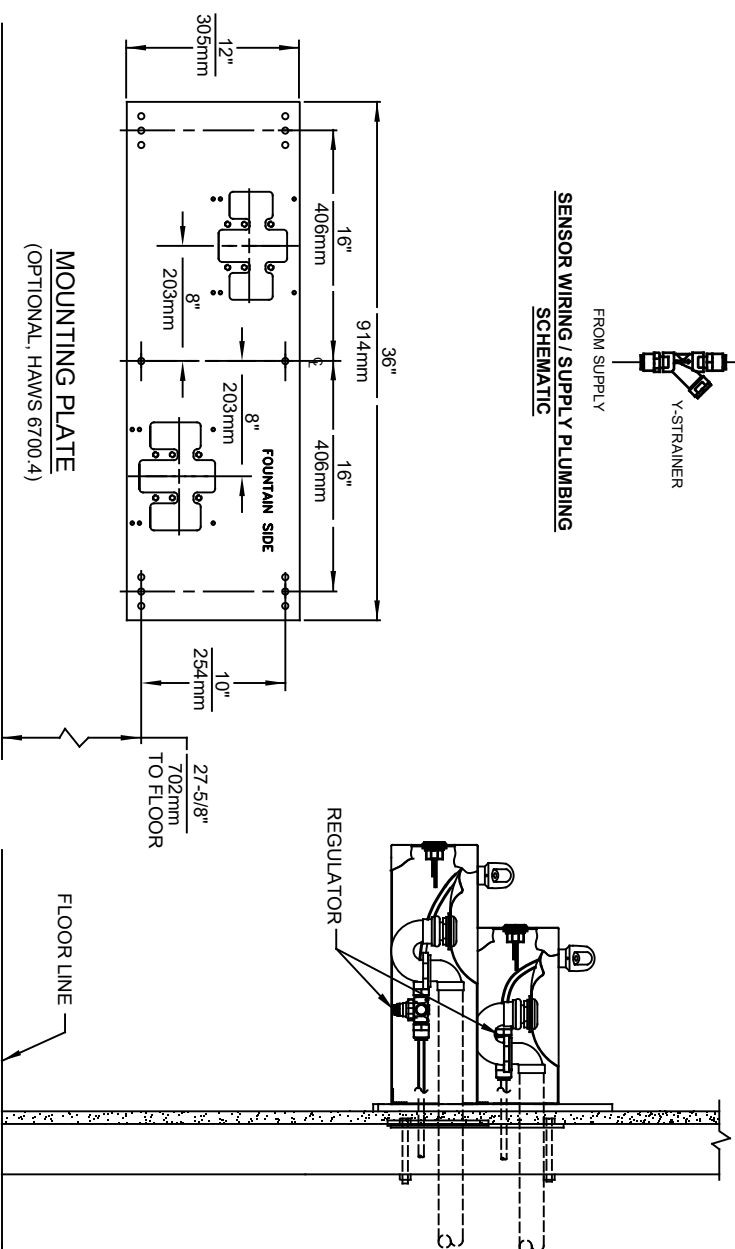 FROM SUPPLY
Y-STRAINER
SENSOR WIRING / SUPPLY PLUMBING
SCHEMATIC
36"
914mm
16"
406mm
16"
406mm
12"
305mm
8"
203mm
8"
203mm
CL
FOUNTAIN SIDE
10"
254mm
27-5/8"
702mm
TO FLOOR
MOUNTING PLATE
(OPTIONAL, HAWS 6700.4)
REGULATOR
FLOOR LINE